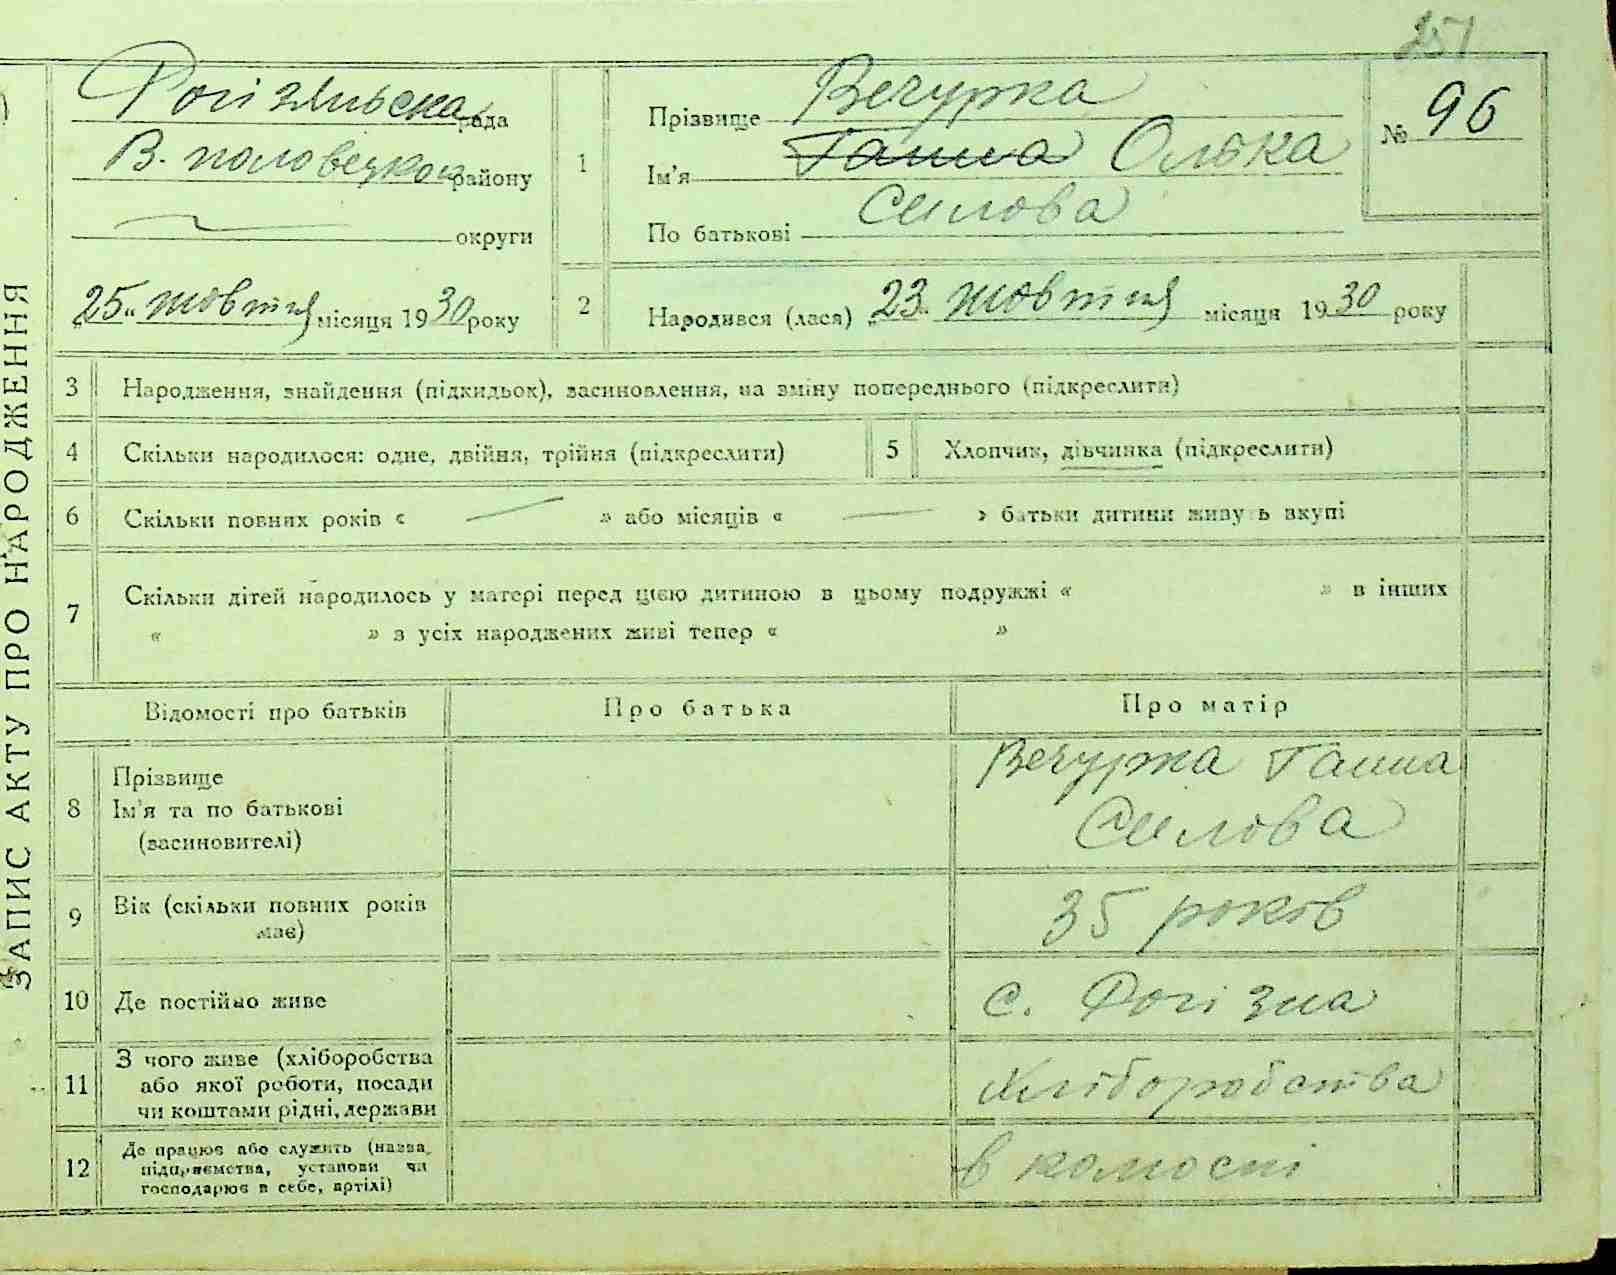 251
ЗАПИС АКТУ ПРО НАРОДЖЕННЯ
рада
В. половецкого району
округи
„25“ жовтня місяця 1930 року
№ 96
1 Прізвище Вечурка
Ім'я Ганна Олька
По батькові Силова
2 Народився (лася) „23“ жовтня місяця 1930 року
3 Народження, знайдення (підкидьок), засиновлення, на зміну попереднього (підкреслити)
4 Скільки народилося: одне, двійня, трійня (підкреслити) 5 Хлопчик, дівчинка (підкреслити)
6 Скільки повних років « — » або місяців « — » батьки дитини живуть вкупі
7 Скільки дітей народилось у матері перед цією дитиною в цьому подружжі « » в інших
« » з усіх народжених живі тепер « »
Відомості про батьків Про батька Про матір
8 Прізвище
Ім'я та по батькові
(засиновителі)
Вечурка Ганна
Силова
9 Вік (скільки повних років
має)
35 років
10 Де постійно живе с. Рогізна
11 З чого живе (хліборобства
або якої роботи, посади
чи коштами рідні, держави
Хліборобства
12 Де працює або служить (назва
підприємства, установи чи
господарює в себе, артілі)
в колоспі